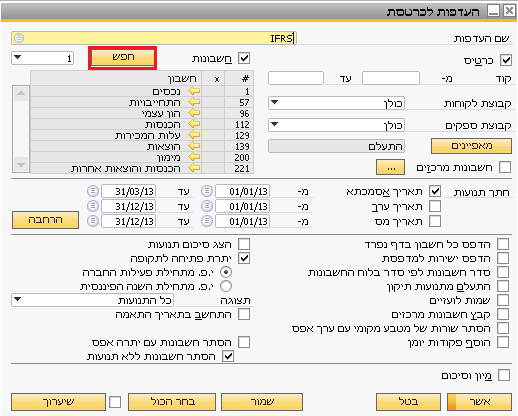 העדפות לכרטסת
שם העדפות IFRS
כרטיס
חשבונות חפש 1
קוד מ- עד
קבוצת לקוחות כולן
קבוצת ספקים כולן
מאפיינים התעלם
חשבונות מרכזים ...
# x חשבון
1 נכסים
57 התחייבויות
96 הון עצמי
112 הכנסות
129 עלות המכירות
139 הוצאות
200 מימון
221 הכנסות והוצאות אחרות
חתך תנועות תאריך אסמכתא מ- 01/01/13 עד 31/03/13
תאריך ערך מ- 01/01/13 עד 31/12/13
תאריך מס מ- 01/01/13 עד 31/12/13 הרחבה
הדפס כל חשבון בדף נפרד
הדפס ישירות למדפסת
סדר חשבונות לפי סדר בלוח החשבונות
התעלם מתנועות תיקון
שמות לועזיים
קבץ חשבונות מרכזים
הסתר שורות של מטבע מקומי עם ערך אפס
הוסף פקודות יומן
הצג סיכום תנועות
יתרת פתיחה לתקופה
י.פ. מתחילת פעילות החברה
י.פ. מתחילת השנה הפיננסית
תצוגה כל התנועות
התחשב בתאריך התאמה
הסתר חשבונות עם יתרה אפס
הסתר חשבונות ללא תנועות
מיון וסיכום
אשר בטל שמור בחר הכול שיערוך